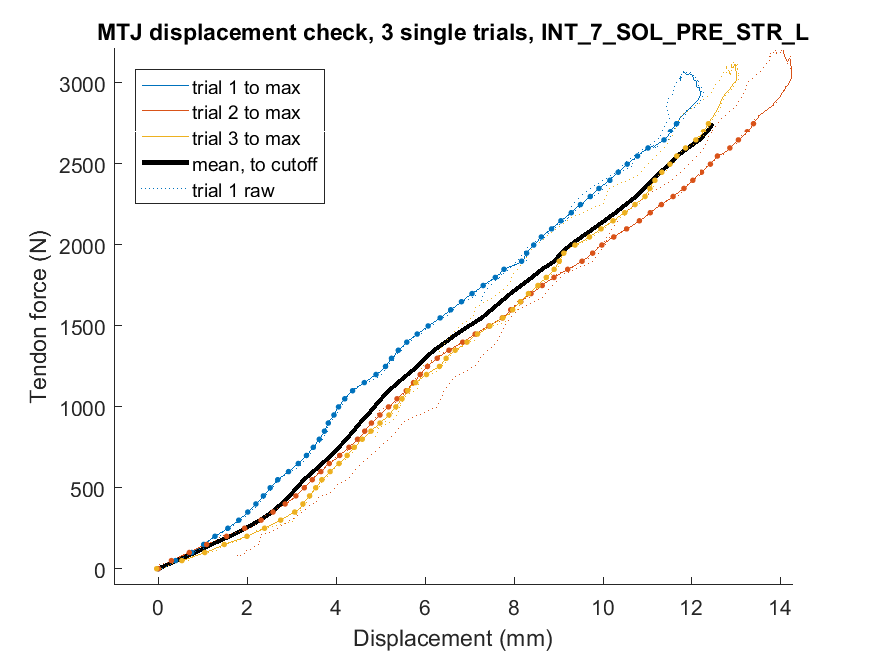 MTJ displacement check, 3 single trials, INT_7_SOL_PRE_STR_L
trial 1 to max
trial 2 to max
trial 3 to max
mean, to cutoff
trial 1 raw
Tendon force (N)
3000
2500
2000
1500
1000
500
0
0 2 4 6 8 10 12 14
Displacement (mm)